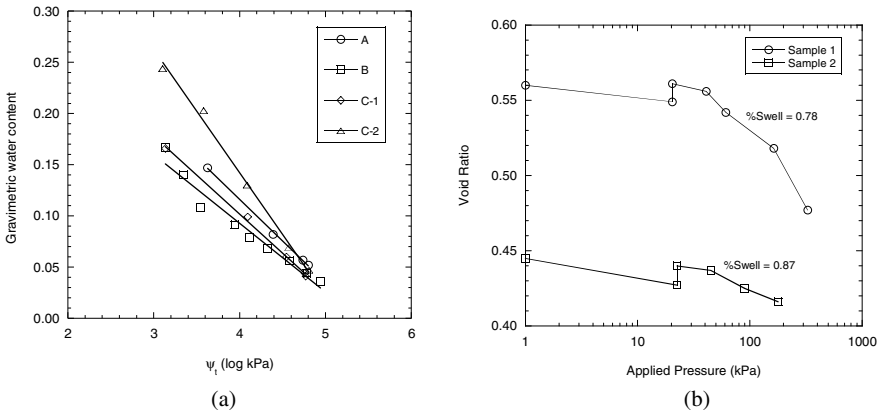 0.30
0.25
0.20
0.15
0.10
0.05
0.00
2
3
4
5
6
Gravimetric water content
ψt (log kPa)
A
B
C-1
C-2
(a)
0.60
0.55
0.50
0.45
0.40
1
10
100
1000
Void Ratio
Applied Pressure (kPa)
Sample 1
Sample 2
%Swell = 0.78
%Swell = 0.87
(b)